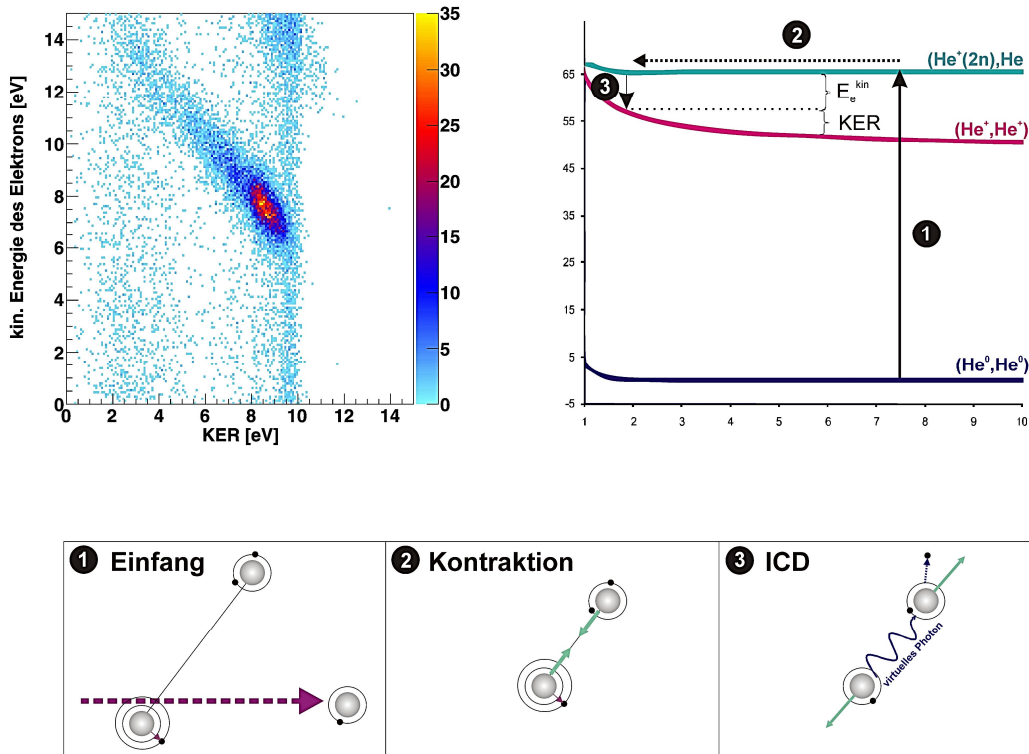 kin. Energie des Elektrons [eV]
14
12
10
8
6
4
2
0
0 2 4 6 8 10 12 14
KER [eV]
35
30
25
20
15
10
5
0
2
(He⁺(2n),He
65
3
Eₑᵏⁱⁿ
KER
55
(He⁺,He⁺)
45
35
1
25
15
5
(He⁰,He⁰)
-5
1 2 3 4 5 6 7 8 9 10
1 Einfang
2 Kontraktion
3 ICD
virtuelles Photon